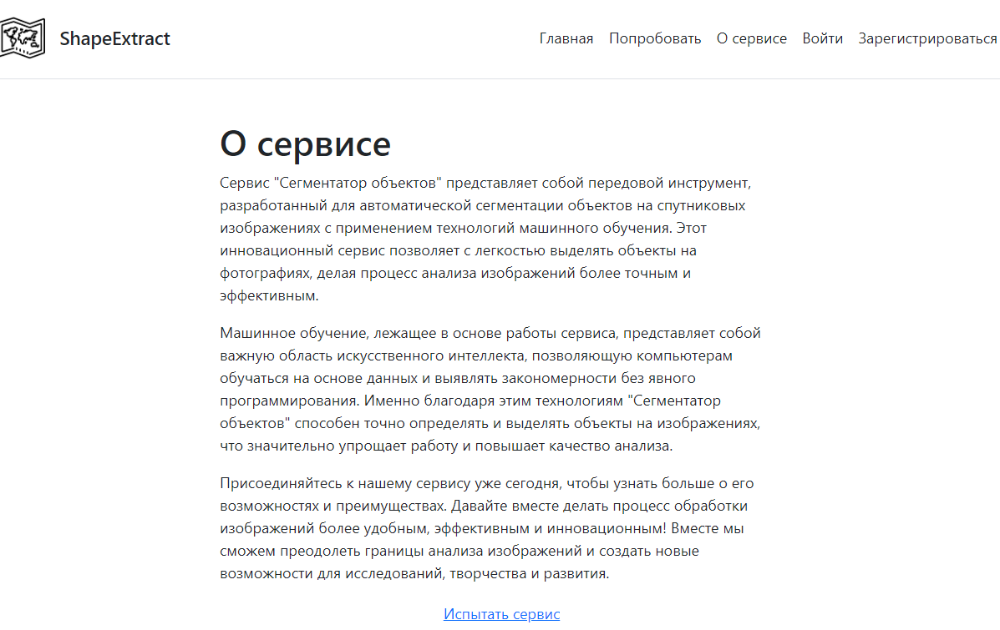 ShapeExtract
Главная Попробовать О сервисе Войти Зарегистрироваться
О сервисе
Сервис "Сегментатор объектов" представляет собой передовой инструмент,
разработанный для автоматической сегментации объектов на спутниковых
изображениях с применением технологий машинного обучения. Этот
инновационный сервис позволяет с легкостью выделять объекты на
фотографиях, делая процесс анализа изображений более точным и
эффективным.
Машинное обучение, лежащее в основе работы сервиса, представляет собой
важную область искусственного интеллекта, позволяющую компьютерам
обучаться на основе данных и выявлять закономерности без явного
программирования. Именно благодаря этим технологиям "Сегментатор
объектов" способен точно определять и выделять объекты на изображениях,
что значительно упрощает работу и повышает качество анализа.
Присоединяйтесь к нашему сервису уже сегодня, чтобы узнать больше о его
возможностях и преимуществах. Давайте вместе делать процесс обработки
изображений более удобным, эффективным и инновационным! Вместе мы
сможем преодолеть границы анализа изображений и создать новые
возможности для исследований, творчества и развития.
Испытать сервис